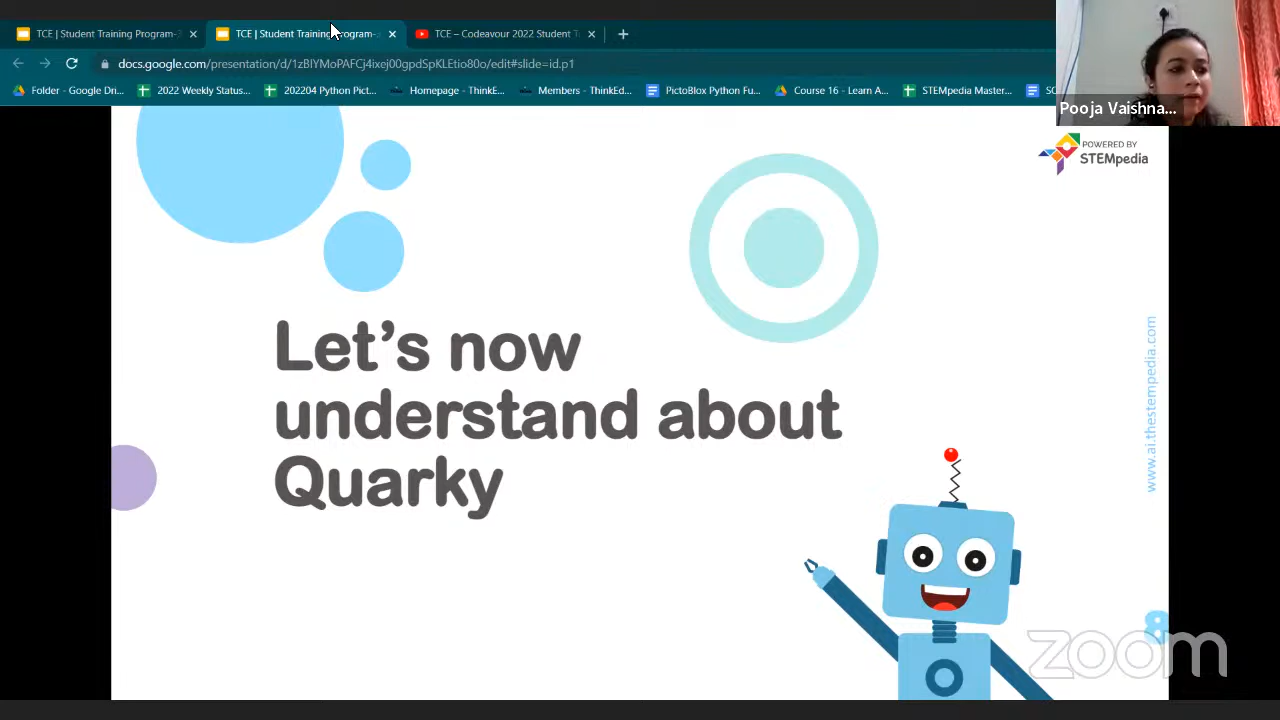 TCE | Student Training Program-
TCE | Student Training Program-
TCE – Codeavour 2022 Student T
docs.google.com/presentation/d/1zBIYMoPAFCj4ixej00gpdSpKLEtio80o/edit#slide=id.p1
Folder - Google Dri...
2022 Weekly Status...
202204 Python Pict...
Homepage - ThinkE...
Members - ThinkEd...
PictoBlox Python Fu...
Course 16 - Learn A...
STEMpedia Master...
Pooja Vaishna...
POWERED BY
STEMpedia
Let's now
understand about
Quarky
www.ai.thestempedia.com
8
zoom